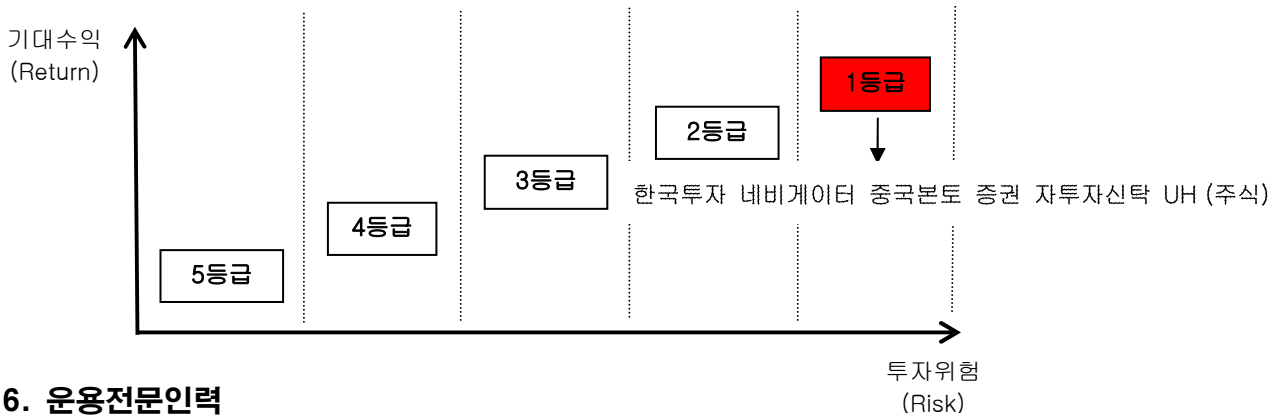 기대수익
(Return)
1등급
2등급
3등급
한국투자 네비게이터 중국본토 증권 자투자신탁 UH (주식)
4등급
5등급
투자위험
(Risk)
6. 운용전문인력